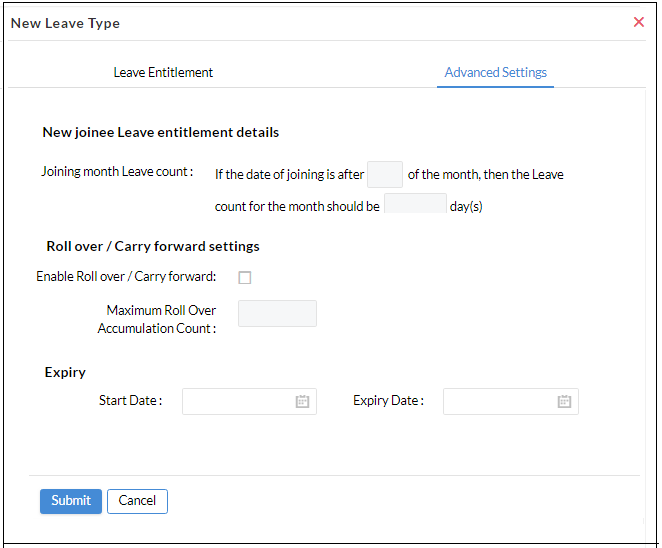 New Leave Type
Leave Entitlement Advanced Settings
New joinee Leave entitlement details
Joining month Leave count : If the date of joining is after of the month, then the Leave
count for the month should be day(s)
Roll over / Carry forward settings
Enable Roll over / Carry forward:
Maximum Roll Over
Accumulation Count :
Expiry
Start Date : Expiry Date :
Submit Cancel